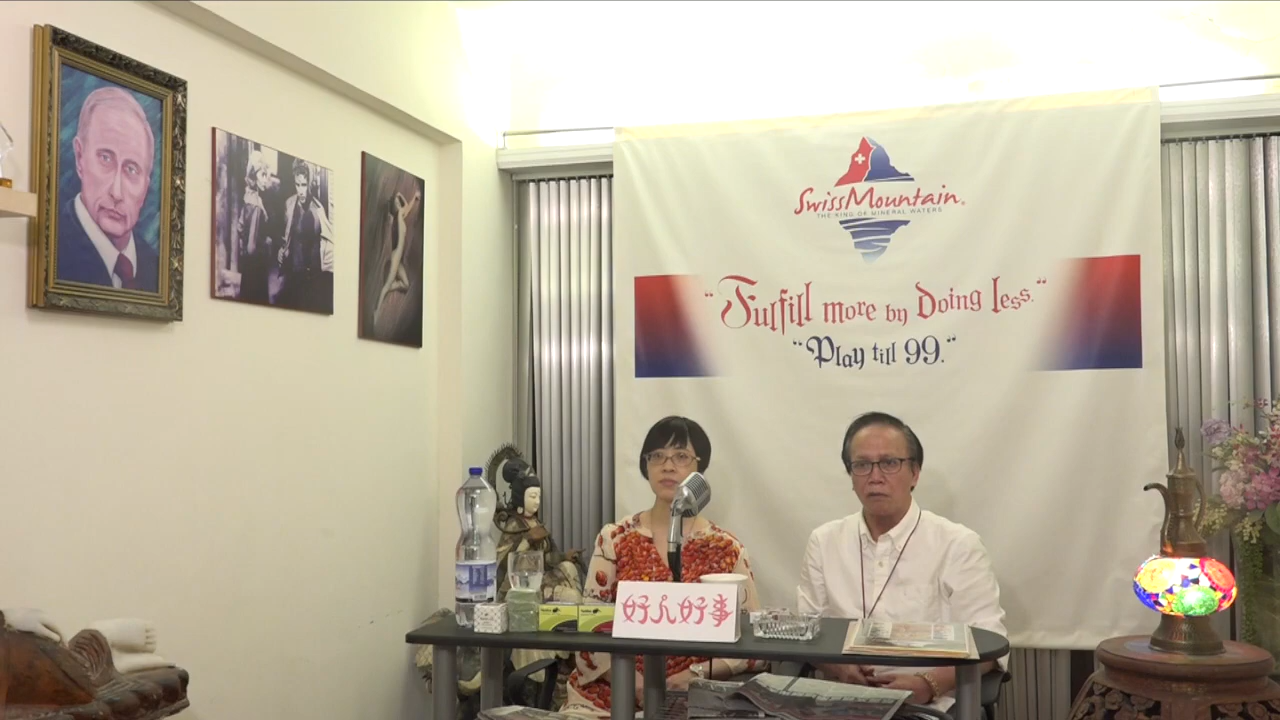 SwissMountain®
THE KING OF MINERAL WATERS
"Fulfill more by Doing less."
"Play till 99."
好人好事